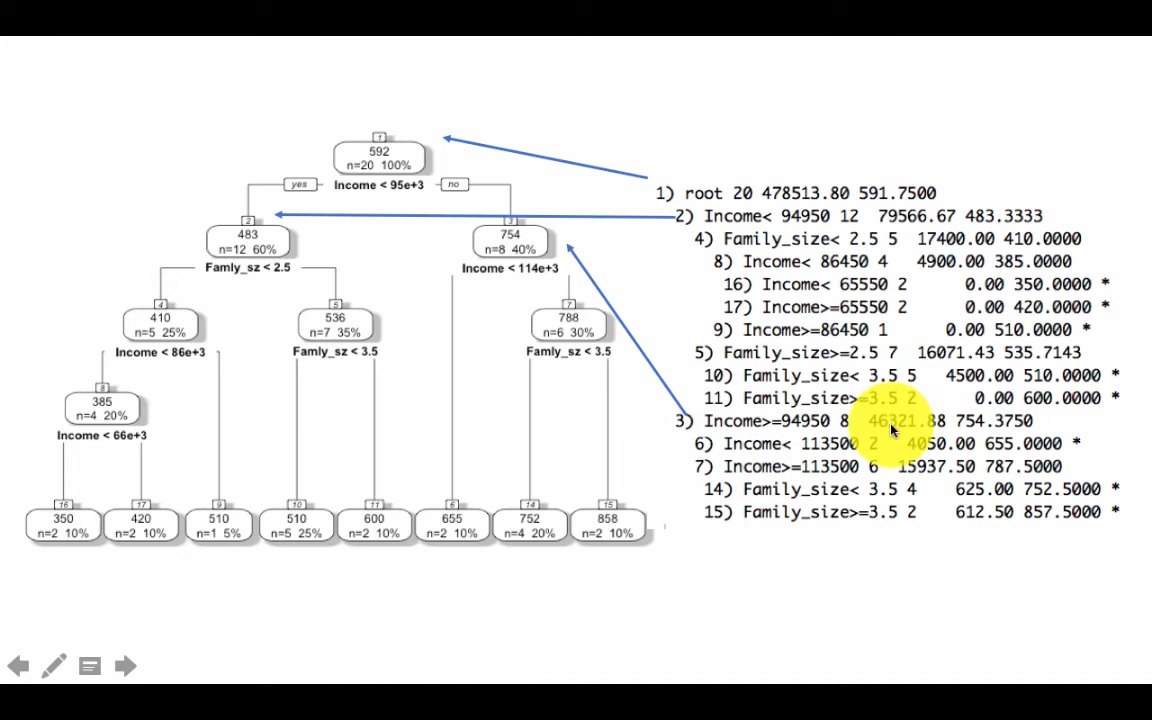 1
592
n=20 100%
yes
Income < 95e+3
no
2
483
n=12 60%
Famly_sz < 2.5
3
754
n=8 40%
Income < 114e+3
4
410
n=5 25%
Income < 86e+3
5
536
n=7 35%
Famly_sz < 3.5
7
788
n=6 30%
Famly_sz < 3.5
8
385
n=4 20%
Income < 66e+3
16
350
n=2 10%
17
420
n=2 10%
9
510
n=1 5%
10
510
n=5 25%
11
600
n=2 10%
6
655
n=2 10%
14
752
n=4 20%
15
858
n=2 10%
1) root 20 478513.80 591.7500
2) Income< 94950 12 79566.67 483.3333
4) Family_size< 2.5 5 17400.00 410.0000
8) Income< 86450 4 4900.00 385.0000
16) Income< 65550 2 0.00 350.0000 *
17) Income>=65550 2 0.00 420.0000 *
9) Income>=86450 1 0.00 510.0000 *
5) Family_size>=2.5 7 16071.43 535.7143
10) Family_size< 3.5 5 4500.00 510.0000 *
11) Family_size>=3.5 2 0.00 600.0000 *
3) Income>=94950 8 46321.88 754.3750
6) Income< 113500 2 4050.00 655.0000 *
7) Income>=113500 6 15937.50 787.5000
14) Family_size< 3.5 4 625.00 752.5000 *
15) Family_size>=3.5 2 612.50 857.5000 *